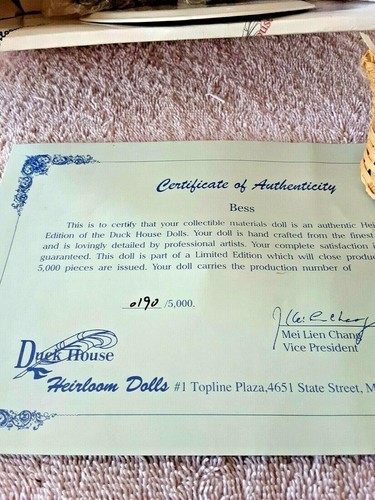 Certificate of Authenticity
Bess
This is to certify that your collectible materials doll is an authentic Hei
Edition of the Duck House Dolls. Your doll is hand crafted from the finest
and is lovingly detailed by professional artists. Your complete satisfaction i
guaranteed. This doll is part of a Limited Edition which will close produc
5,000 pieces are issued. Your doll carries the production number of
0190 /5,000.
Mei Lien Chang
Vice President
Duck House
Heirloom Dolls #1 Topline Plaza,4651 State Street, M